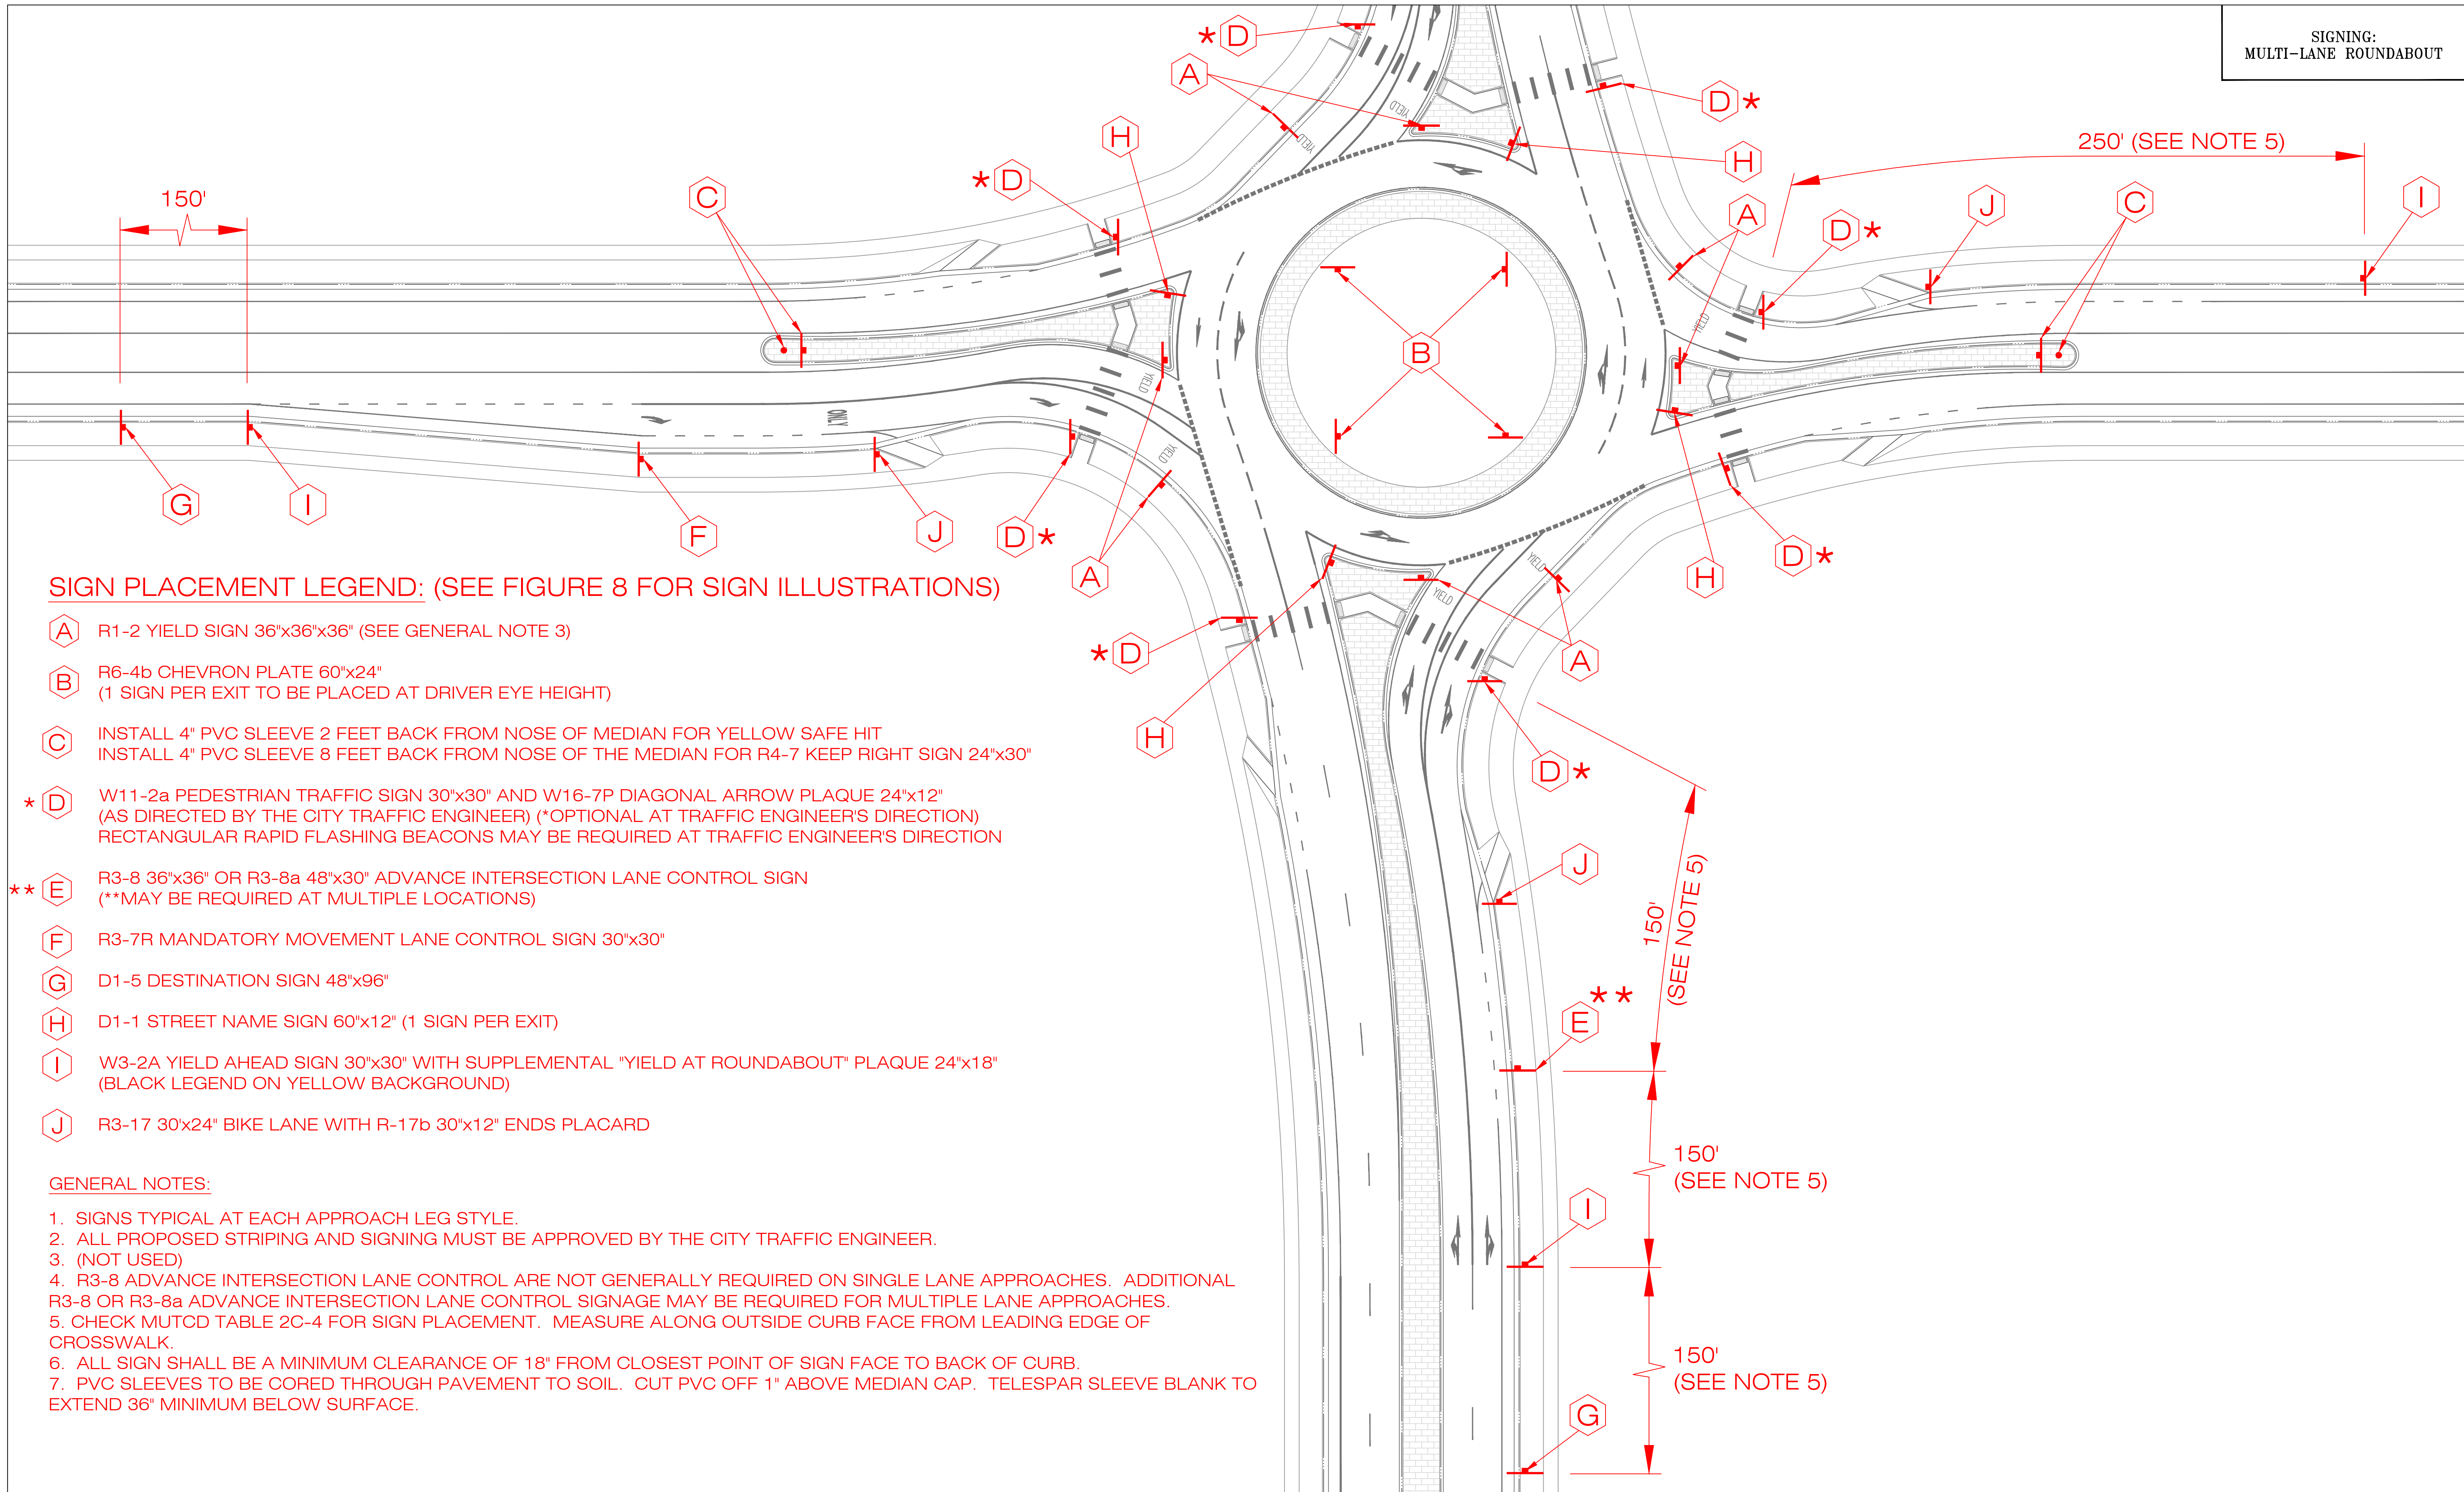 SIGNING:
MULTI-LANE ROUNDABOUT
*D
A
D*
H
H
*D
C
150'
250' (SEE NOTE 5)
A
D*
J
C
I
B
G
I
F
J
D*
A
H
D*
YIELD
YIELD
YIELD
YIELD
YIELD
YIELD
YIELD
ONLY
*D
A
H
D*
J
150'
(SEE NOTE 5)
E**
150'
(SEE NOTE 5)
I
150'
(SEE NOTE 5)
G
SIGN PLACEMENT LEGEND: (SEE FIGURE 8 FOR SIGN ILLUSTRATIONS)
A R1-2 YIELD SIGN 36"x36"x36" (SEE GENERAL NOTE 3)
B R6-4b CHEVRON PLATE 60"x24"
(1 SIGN PER EXIT TO BE PLACED AT DRIVER EYE HEIGHT)
C INSTALL 4" PVC SLEEVE 2 FEET BACK FROM NOSE OF MEDIAN FOR YELLOW SAFE HIT
INSTALL 4" PVC SLEEVE 8 FEET BACK FROM NOSE OF THE MEDIAN FOR R4-7 KEEP RIGHT SIGN 24"x30"
* D W11-2a PEDESTRIAN TRAFFIC SIGN 30"x30" AND W16-7P DIAGONAL ARROW PLAQUE 24"x12"
(AS DIRECTED BY THE CITY TRAFFIC ENGINEER) (*OPTIONAL AT TRAFFIC ENGINEER'S DIRECTION)
RECTANGULAR RAPID FLASHING BEACONS MAY BE REQUIRED AT TRAFFIC ENGINEER'S DIRECTION
** E R3-8 36"x36" OR R3-8a 48"x30" ADVANCE INTERSECTION LANE CONTROL SIGN
(**MAY BE REQUIRED AT MULTIPLE LOCATIONS)
F R3-7R MANDATORY MOVEMENT LANE CONTROL SIGN 30"x30"
G D1-5 DESTINATION SIGN 48"x96"
H D1-1 STREET NAME SIGN 60"x12" (1 SIGN PER EXIT)
I W3-2A YIELD AHEAD SIGN 30"x30" WITH SUPPLEMENTAL "YIELD AT ROUNDABOUT" PLAQUE 24"x18"
(BLACK LEGEND ON YELLOW BACKGROUND)
J R3-17 30'x24" BIKE LANE WITH R-17b 30"x12" ENDS PLACARD
GENERAL NOTES:
1. SIGNS TYPICAL AT EACH APPROACH LEG STYLE.
2. ALL PROPOSED STRIPING AND SIGNING MUST BE APPROVED BY THE CITY TRAFFIC ENGINEER.
3. (NOT USED)
4. R3-8 ADVANCE INTERSECTION LANE CONTROL ARE NOT GENERALLY REQUIRED ON SINGLE LANE APPROACHES. ADDITIONAL
R3-8 OR R3-8a ADVANCE INTERSECTION LANE CONTROL SIGNAGE MAY BE REQUIRED FOR MULTIPLE LANE APPROACHES.
5. CHECK MUTCD TABLE 2C-4 FOR SIGN PLACEMENT. MEASURE ALONG OUTSIDE CURB FACE FROM LEADING EDGE OF
CROSSWALK.
6. ALL SIGN SHALL BE A MINIMUM CLEARANCE OF 18" FROM CLOSEST POINT OF SIGN FACE TO BACK OF CURB.
7. PVC SLEEVES TO BE CORED THROUGH PAVEMENT TO SOIL. CUT PVC OFF 1" ABOVE MEDIAN CAP. TELESPAR SLEEVE BLANK TO
EXTEND 36" MINIMUM BELOW SURFACE.